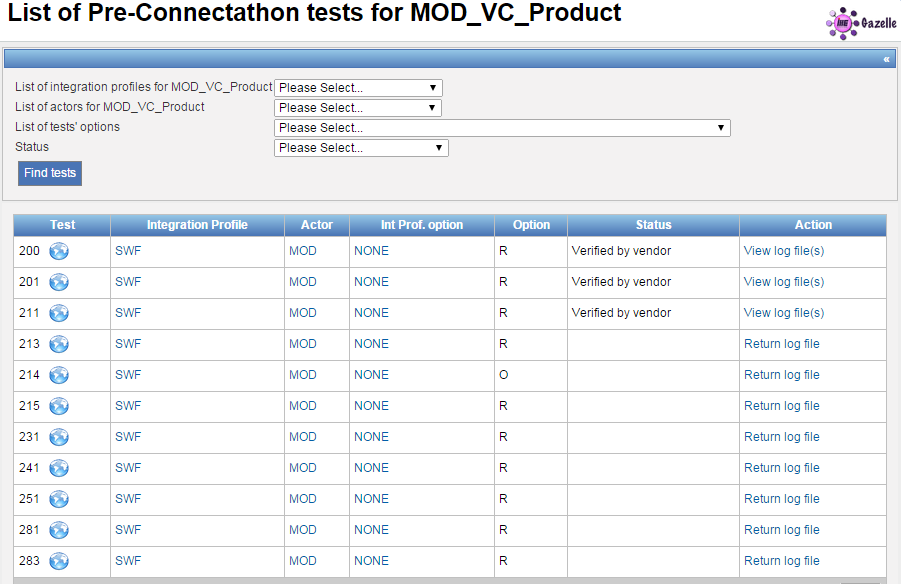 List of Pre-Connectathon tests for MOD_VC_Product
IHE Gazelle
«
List of integration profiles for MOD_VC_Product Please Select...
List of actors for MOD_VC_Product Please Select...
List of tests' options Please Select...
Status Please Select...
Find tests
Test Integration Profile Actor Int Prof. option Option Status Action
200 SWF MOD NONE R Verified by vendor View log file(s)
201 SWF MOD NONE R Verified by vendor View log file(s)
211 SWF MOD NONE R Verified by vendor View log file(s)
213 SWF MOD NONE R Return log file
214 SWF MOD NONE O Return log file
215 SWF MOD NONE R Return log file
231 SWF MOD NONE R Return log file
241 SWF MOD NONE R Return log file
251 SWF MOD NONE R Return log file
281 SWF MOD NONE R Return log file
283 SWF MOD NONE R Return log file